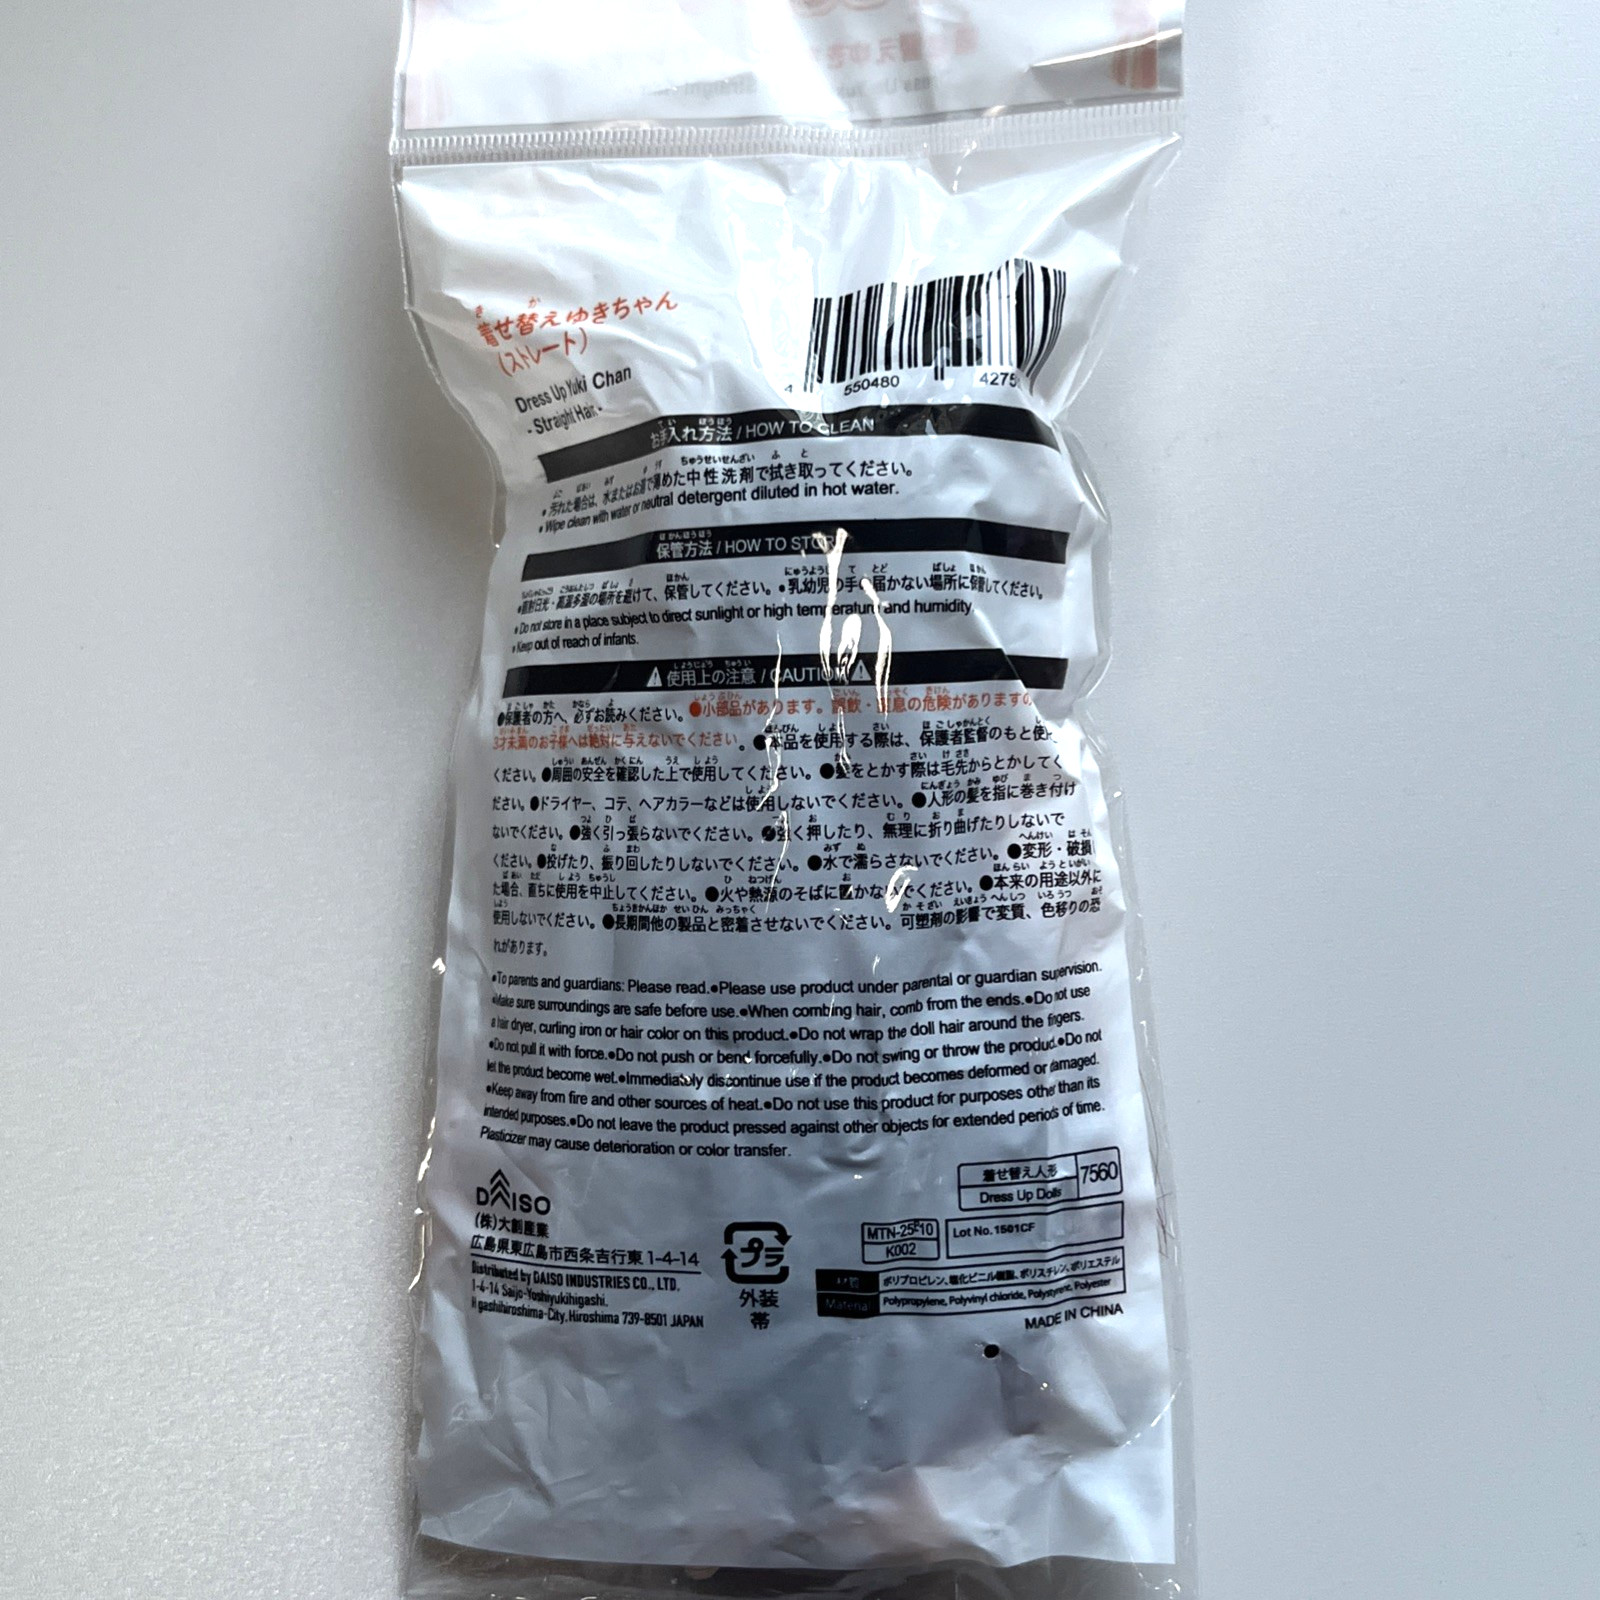 着せ替えゆきちゃん
(ストレート)
Dress Up Yuki Chan
- Straight Hair -
4 550480 4275
お手入れ方法 / HOW TO CLEAN
●汚れた場合は、水またはお湯で薄めた中性洗剤で拭き取ってください。
●Wipe clean with water or neutral detergent diluted in hot water.
保管方法 / HOW TO STOR
●直射日光・高温多湿の場所を避けて、保管してください。●乳幼児の手の届かない場所に保管してください。
●Do not store in a place subject to direct sunlight or high temperature and humidity.
●Keep out of reach of infants.
使用上の注意 / CAUTION
●保護者の方へ、必ずお読みください。●小部品があります。誤飲・窒息の危険がありますの
3才未満のお子様へは絶対に与えないでください。●本品を使用する際は、保護者監督のもと使
ください。●周囲の安全を確認した上で使用してください。●髪をとかす際は毛先からとかしてく
ださい。●ドライヤー、コテ、ヘアカラーなどは使用しないでください。●人形の髪を指に巻き付け
ないでください。●強く引っ張らないでください。●強く押したり、無理に折り曲げたりしないで
ください。●投げたり、振り回したりしないでください。●水で濡らさないでください。●変形・破損
た場合、直ちに使用を中止してください。●火や熱源のそばに置かないでください。●本来の用途以外に
使用しないでください。●長期間他の製品と密着させないでください。可塑剤の影響で変質、色移りの恐
れがあります。
●To parents and guardians: Please read.●Please use product under parental or guardian supervision.
●Make sure surroundings are safe before use.●When combing hair, comb from the ends.●Do not use
a hair dryer, curling iron or hair color on this product.●Do not wrap the doll hair around the fingers.
●Do not pull it with force.●Do not push or bend forcefully.●Do not swing or throw the product.●Do not
let the product become wet.●Immediately discontinue use if the product becomes deformed or damaged.
●Keep away from fire and other sources of heat.●Do not use this product for purposes other than its
intended purposes.●Do not leave the product pressed against other objects for extended periods of time.
Plasticizer may cause deterioration or color transfer.
着せ替え人形 7560
Dress Up Dolls
DAISO
(株)大創産業
広島県東広島市西条吉行東1-4-14
Distributed by DAISO INDUSTRIES CO., LTD.
1-4-14 Saijo-Yoshiyukihigashi,
Higashihiroshima-City, Hiroshima 739-8501 JAPAN
プラ
外装
帯
MTN-25E10
K002
Lot No.1501CF
材質 ポリプロピレン、塩化ビニル樹脂、ポリスチレン、ポリエステル
Material Polypropylene, Polyvinyl chloride, Polystyrene, Polyester
MADE IN CHINA